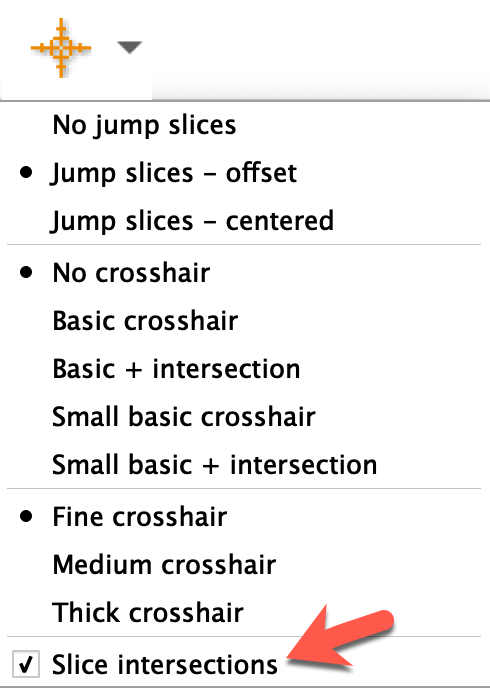 No jump slices
Jump slices – offset
Jump slices – centered
No crosshair
Basic crosshair
Basic + intersection
Small basic crosshair
Small basic + intersection
Fine crosshair
Medium crosshair
Thick crosshair
Slice intersections